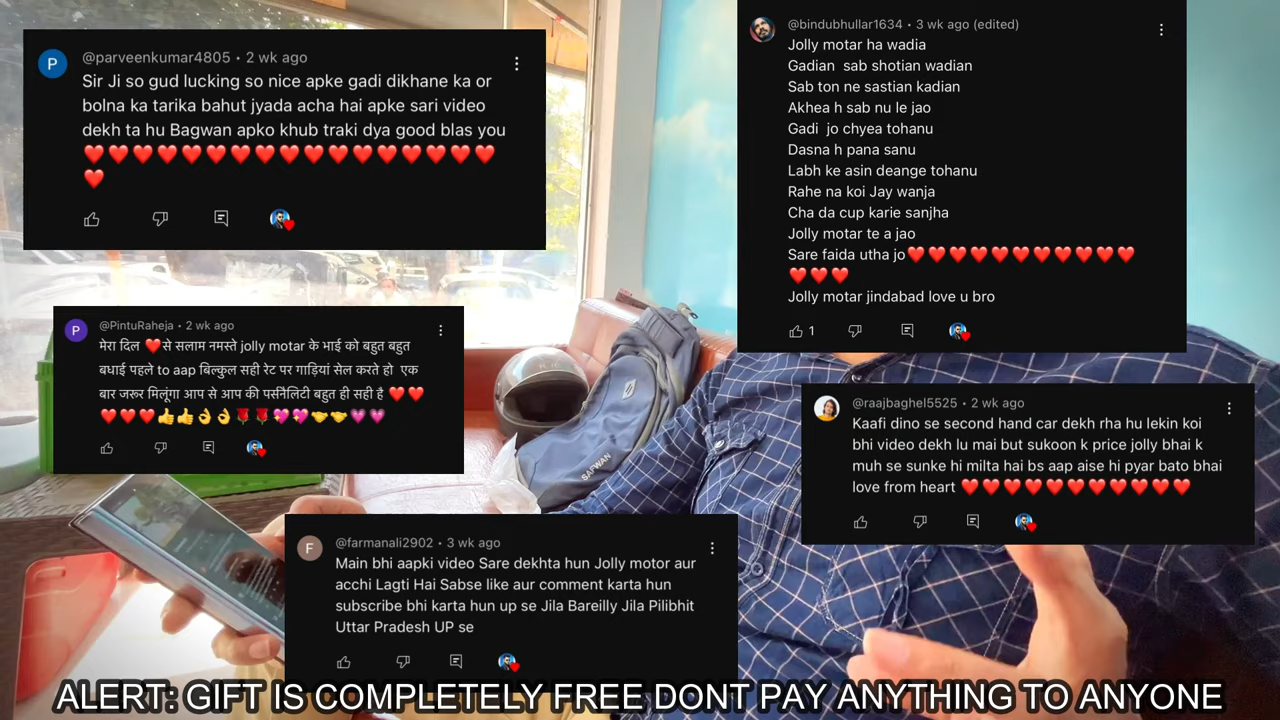 @parveenkumar4805 • 2 wk ago
Sir Ji so gud lucking so nice apke gadi dikhane ka or
bolna ka tarika bahut jyada acha hai apke sari video
dekh ta hu Bagwan apko khub traki dya good blas you
❤️❤️❤️❤️❤️❤️❤️❤️❤️❤️❤️❤️❤️❤️❤️❤️❤️
❤️
@bindubhullar1634 • 3 wk ago (edited)
Jolly motar ha wadia
Gadian sab shotian wadian
Sab ton ne sastian kadian
Akhea h sab nu le jao
Gadi jo chyea tohanu
Dasna h pana sanu
Labh ke asin deange tohanu
Rahe na koi Jay wanja
Cha da cup karie sanjha
Jolly motar te a jao
Sare faida utha jo❤️❤️❤️❤️❤️❤️❤️❤️❤️❤️❤️
❤️❤️❤️
Jolly motar jindabad love u bro
1
@PintuRaheja • 2 wk ago
मेरा दिल ❤️से सलाम नमस्ते jolly motar के भाई को बहुत बहुत
बधाई पहले to aap बिल्कुल सही रेट पर गाड़ियां सेल करते हो एक
बार जरूर मिलूंगा आप से आप की पर्सनैलिटी बहुत ही सही है ❤️❤️
❤️❤️❤️👍👍👌👌🌹🌹💖💖🤝🤝💗💗
@raajbaghel5525 • 2 wk ago
Kaafi dino se second hand car dekh rha hu lekin koi
bhi video dekh lu mai but sukoon k price jolly bhai k
muh se sunke hi milta hai bs aap aise hi pyar bato bhai
love from heart ❤️❤️❤️❤️❤️❤️❤️❤️❤️❤️❤️
SAFWAN
@farmanali2902 • 3 wk ago
Main bhi aapki video Sare dekhta hun Jolly motor aur
acchi Lagti Hai Sabse like aur comment karta hun
subscribe bhi karta hun up se Jila Bareilly Jila Pilibhit
Uttar Pradesh UP se
ALERT: GIFT IS COMPLETELY FREE DONT PAY ANYTHING TO ANYONE